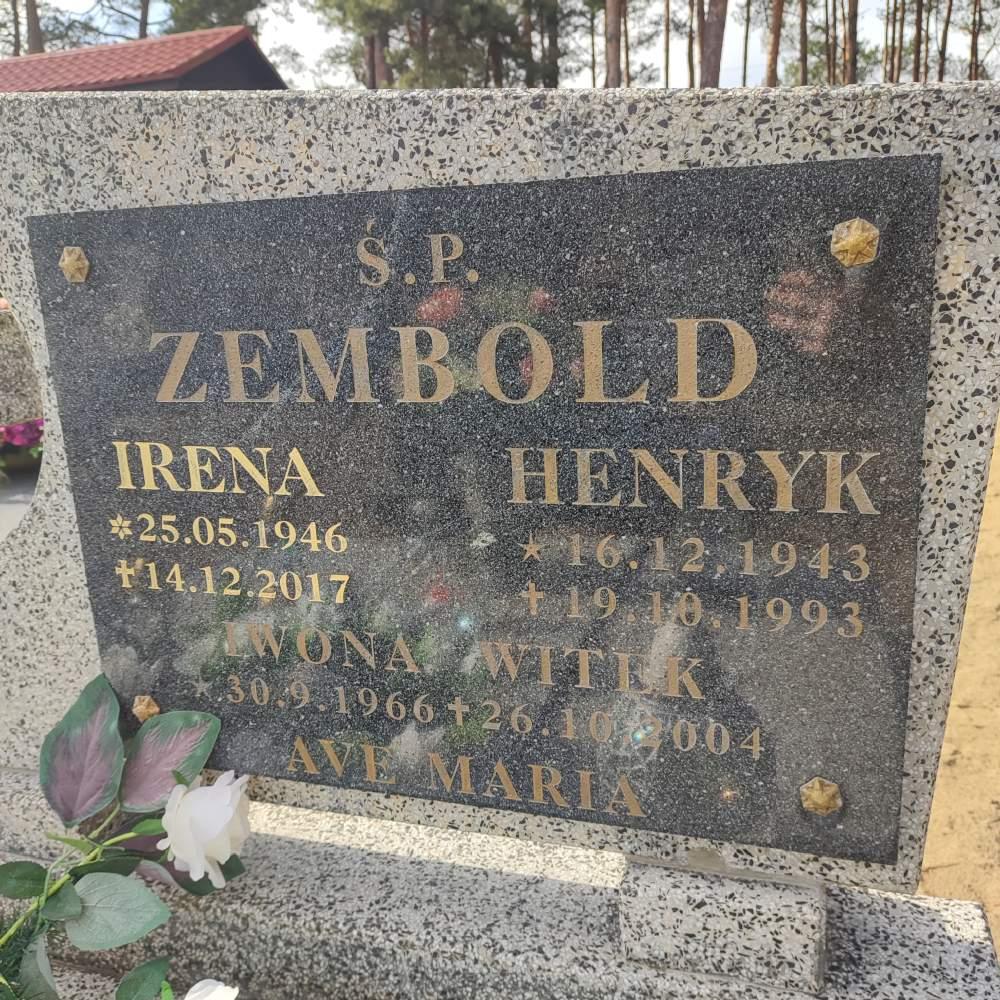 Ś.P.
ZEMBOLD
IRENA
✲25.05.1946
✝14.12.2017
HENRYK
★ 16.12.1943
✝ 19.10.1993
IWONA WITEK
★ 30.9.1966 ✝ 26.10.2004
AVE MARIA